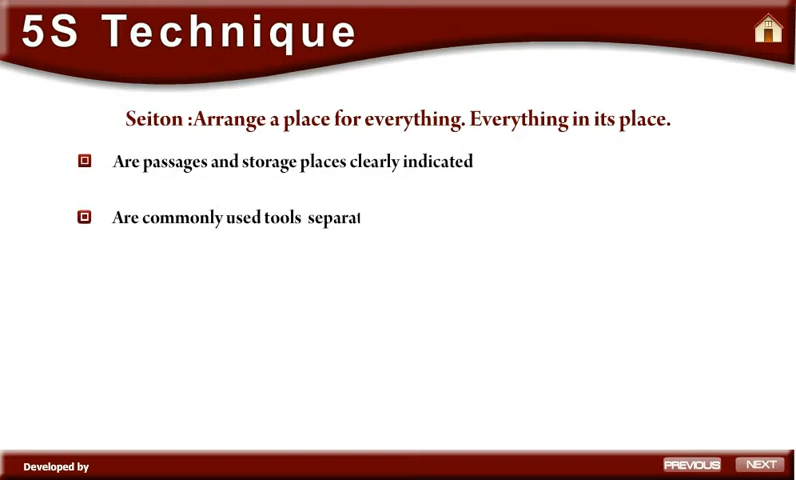 5S Technique
Seiton :Arrange a place for everything. Everything in its place.
Are passages and storage places clearly indicated
Are commonly used tools separat
Developed by
PREVIOUS
NEXT